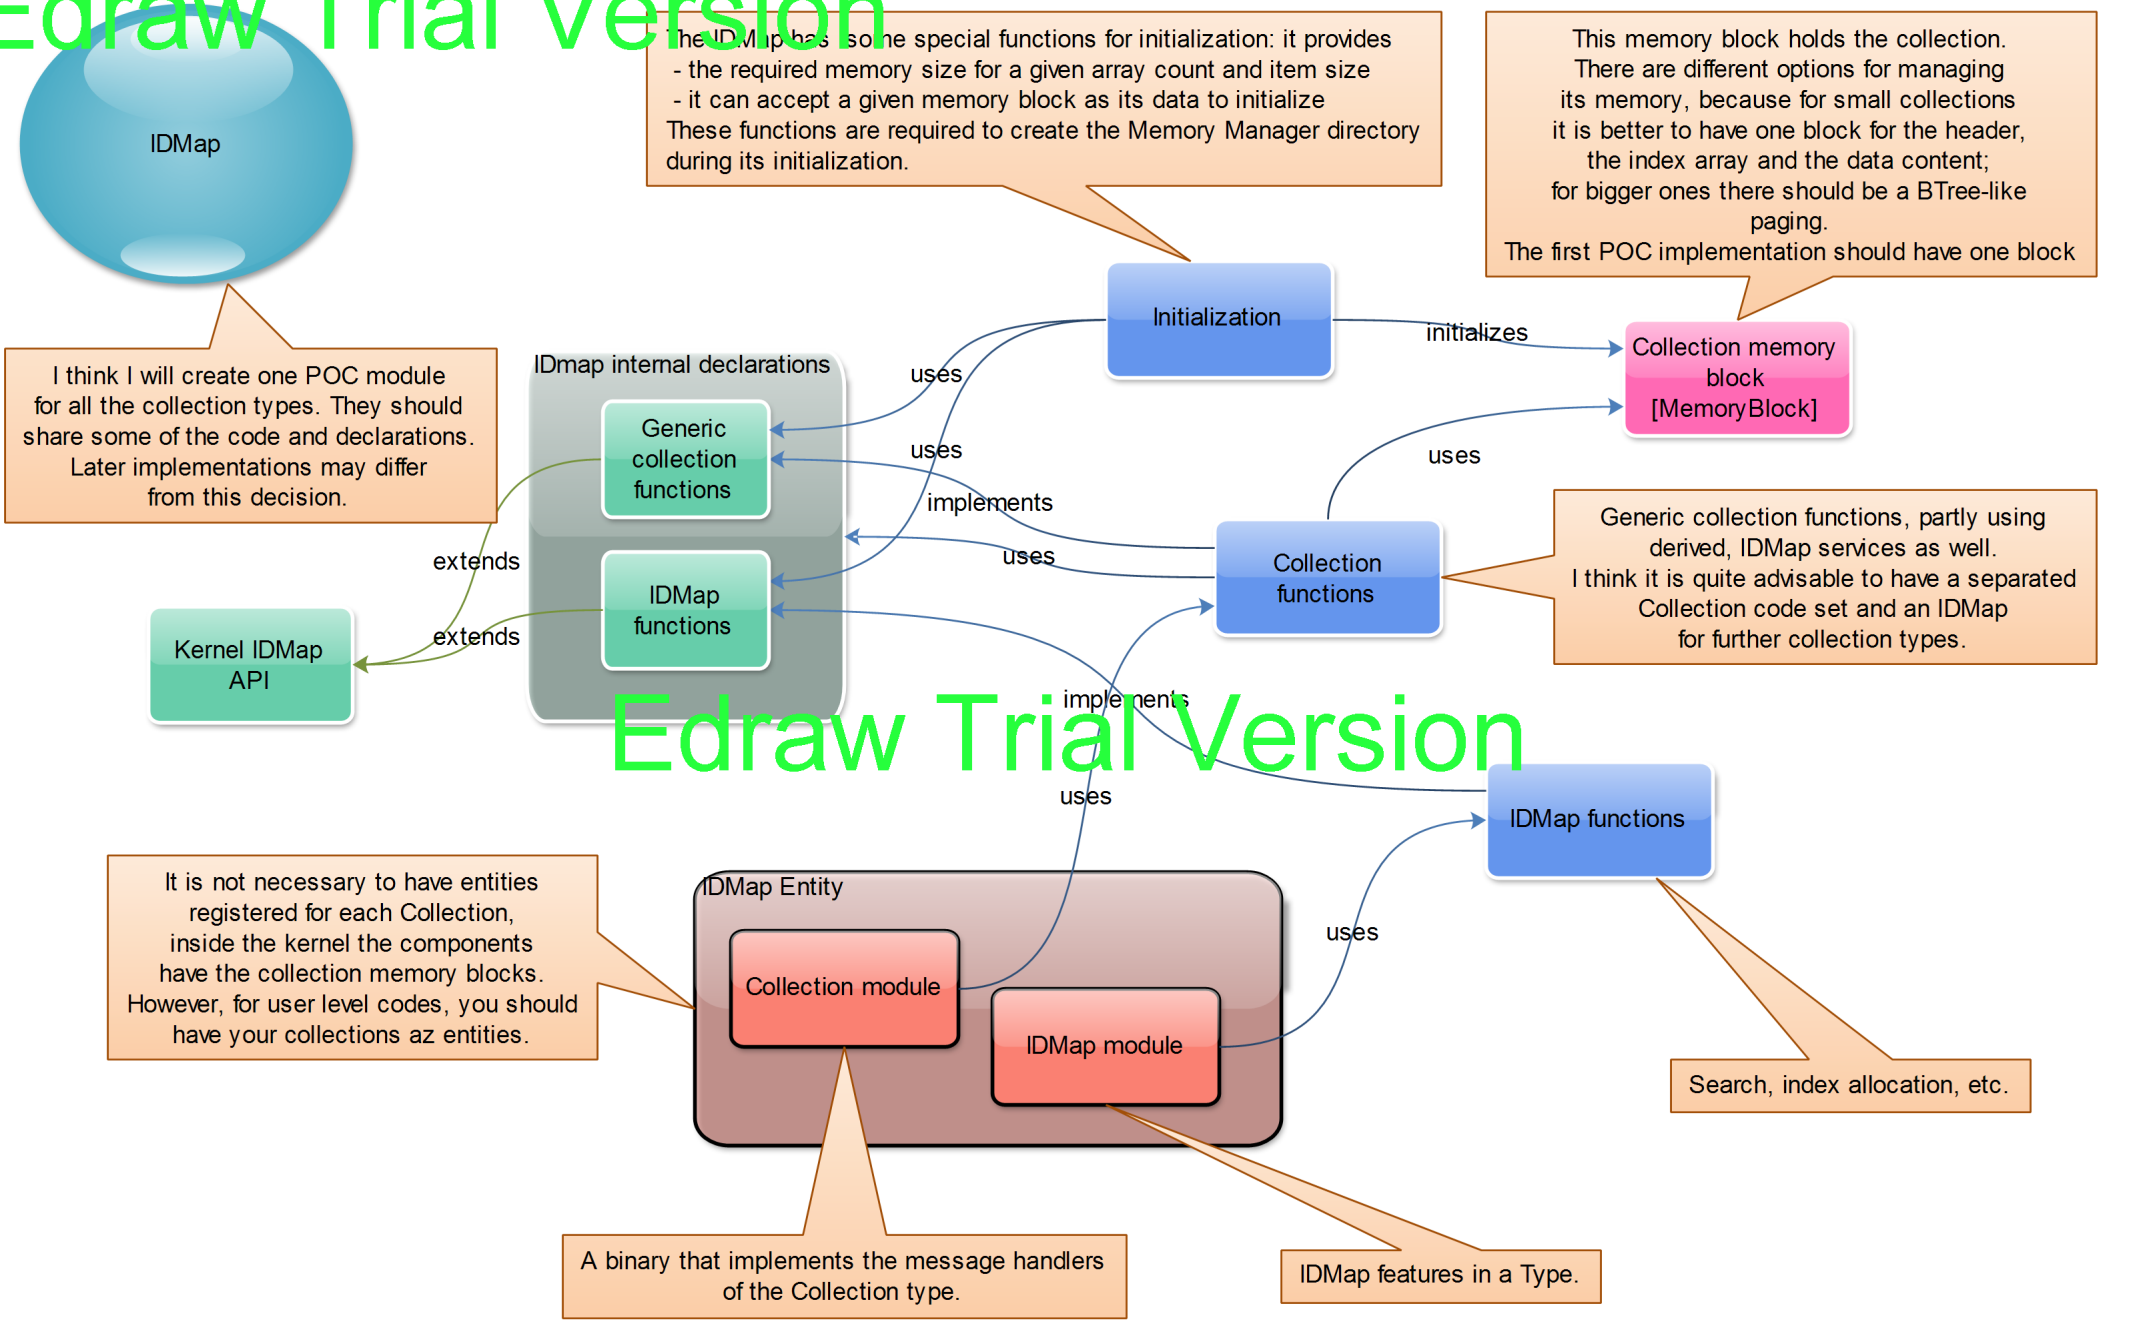 Edraw Trial Version
IDMap
The IDMap has some special functions for initialization: it provides
- the required memory size for a given array count and item size
- it can accept a given memory block as its data to initialize
These functions are required to create the Memory Manager directory
during its initialization.
This memory block holds the collection.
There are different options for managing
its memory, because for small collections
it is better to have one block for the header,
the index array and the data content;
for bigger ones there should be a BTree-like
paging.
The first POC implementation should have one block
Initialization
initializes
Collection memory
block
[MemoryBlock]
I think I will create one POC module
for all the collection types. They should
share some of the code and declarations.
Later implementations may differ
from this decision.
IDmap internal declarations
Generic
collection
functions
IDMap
functions
uses
uses
implements
uses
uses
extends
extends
Kernel IDMap
API
Collection
functions
Generic collection functions, partly using
derived, IDMap services as well.
I think it is quite advisable to have a separated
Collection code set and an IDMap
for further collection types.
implements
Edraw Trial Version
uses
IDMap functions
It is not necessary to have entities
registered for each Collection,
inside the kernel the components
have the collection memory blocks.
However, for user level codes, you should
have your collections az entities.
IDMap Entity
Collection module
IDMap module
uses
Search, index allocation, etc.
A binary that implements the message handlers
of the Collection type.
IDMap features in a Type.